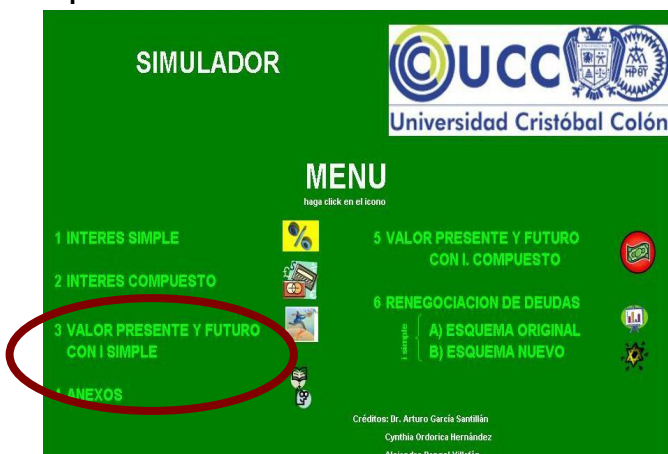 SIMULADOR
UCC
Universidad Cristóbal Colón
MENU
haga click en el icono
1 INTERES SIMPLE
2 INTERES COMPUESTO
3 VALOR PRESENTE Y FUTURO
CON I SIMPLE
4 ANEXOS
5 VALOR PRESENTE Y FUTURO
CON I. COMPUESTO
6 RENEGOCIACION DE DEUDAS
i simple
A) ESQUEMA ORIGINAL
B) ESQUEMA NUEVO
Créditos: Dr. Arturo García Santillán
Cynthia Ordorica Hernández